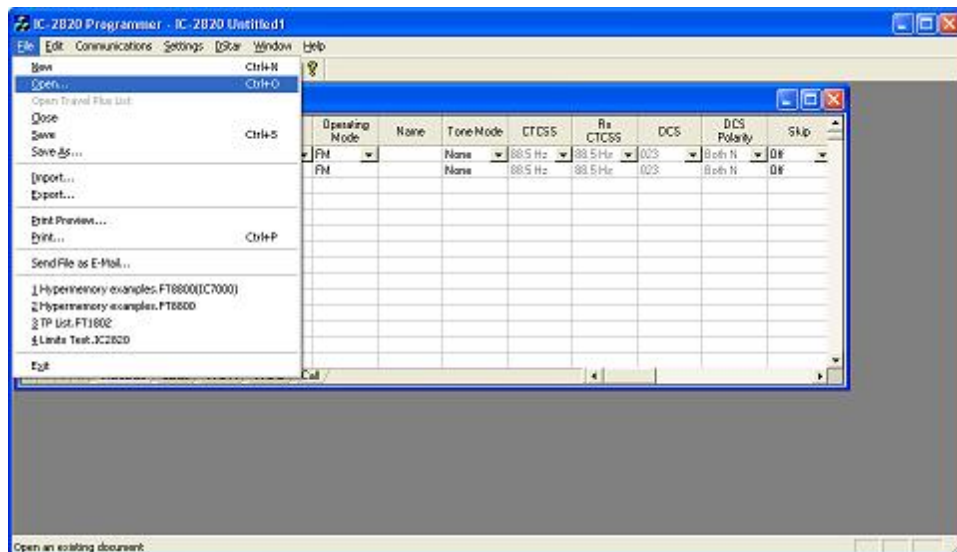 IC-2820 Programmer - IC-2820 Untitled1
File Edit Communications Settings DStar Window Help
New Ctrl+N
Open... Ctrl+O
Open Travel Plus List
Close
Save Ctrl+S
Save As...
Import...
Export...
Print Preview...
Print... Ctrl+P
Send File as E-Mail...
1 Hypermemory examples.FT8800(IC7000)
2 Hypermemory examples.FT8800
3 TP List.FT1802
4 Limits Test.IC2820
Exit
Operating Mode Name Tone Mode CTCSS Rx CTCSS DCS DCS Polarity Skip
FM None 88.5 Hz 88.5 Hz 023 Both N Off
FM None 88.5 Hz 88.5 Hz 023 Both N Off
Call
Open an existing document